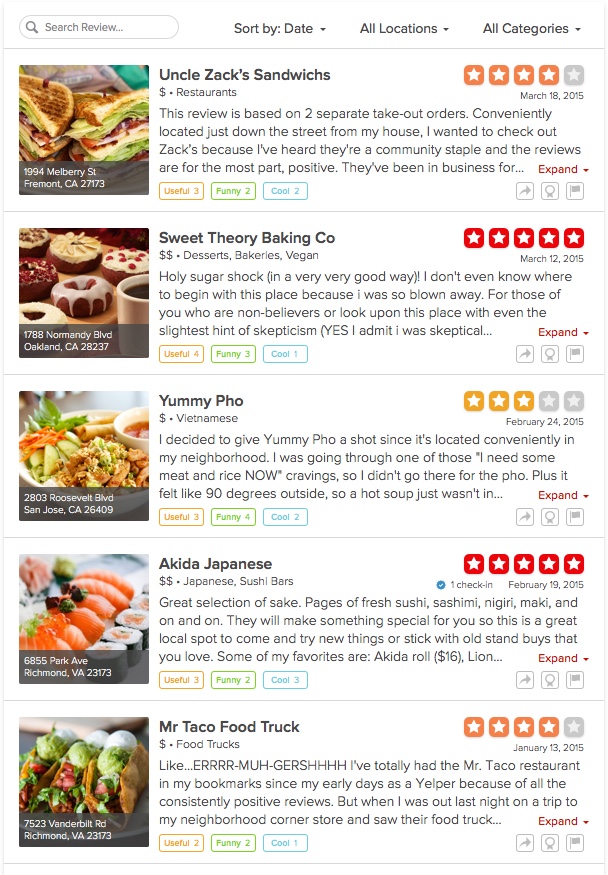 Search Review...
Sort by: Date
All Locations
All Categories
Uncle Zack's Sandwichs
$ • Restaurants
March 18, 2015
This review is based on 2 separate take-out orders. Conveniently
located just down the street from my house, I wanted to check out
Zack's because I've heard they're a community staple and the reviews
are for the most part, positive. They've been in business for...
Expand
1994 Melberry St
Fremont, CA 27173
Useful 3
Funny 2
Cool 2
Sweet Theory Baking Co
$$ • Desserts, Bakeries, Vegan
March 12, 2015
Holy sugar shock (in a very very good way)! I don't even know where
to begin with this place because i was so blown away. For those of
you who are non-believers or look upon this place with even the
slightest hint of skepticism (YES I admit i was skeptical...
Expand
1788 Normandy Blvd
Oakland, CA 28237
Useful 4
Funny 3
Cool 1
Yummy Pho
$ • Vietnamese
February 24, 2015
I decided to give Yummy Pho a shot since it's located conveniently in
my neighborhood. I was going through one of those "I need some
meat and rice NOW" cravings, so I didn't go there for the pho. Plus it
felt like 90 degrees outside, so a hot soup just wasn't in...
Expand
2803 Roosevelt Blvd
San Jose, CA 26409
Useful 3
Funny 4
Cool 2
Akida Japanese
$$ • Japanese, Sushi Bars
1 check-in
February 19, 2015
Great selection of sake. Pages of fresh sushi, sashimi, nigiri, maki, and
on and on. They will make something special for you so this is a great
local spot to come and try new things or stick with old stand buys that
you love. Some of my favorites are: Akida roll ($16), Lion...
Expand
6855 Park Ave
Richmond, VA 23173
Useful 3
Funny 2
Cool 3
Mr Taco Food Truck
$ • Food Trucks
January 13, 2015
Like...ERRRR-MUH-GERSHHHH I've totally had the Mr. Taco restaurant
in my bookmarks since my early days as a Yelper because of all the
consistently positive reviews. But when I was out last night on a trip to
my neighborhood corner store and saw their food truck...
Expand
7523 Vanderbilt Rd
Richmond, VA 23173
Useful 2
Funny 2
Cool 1